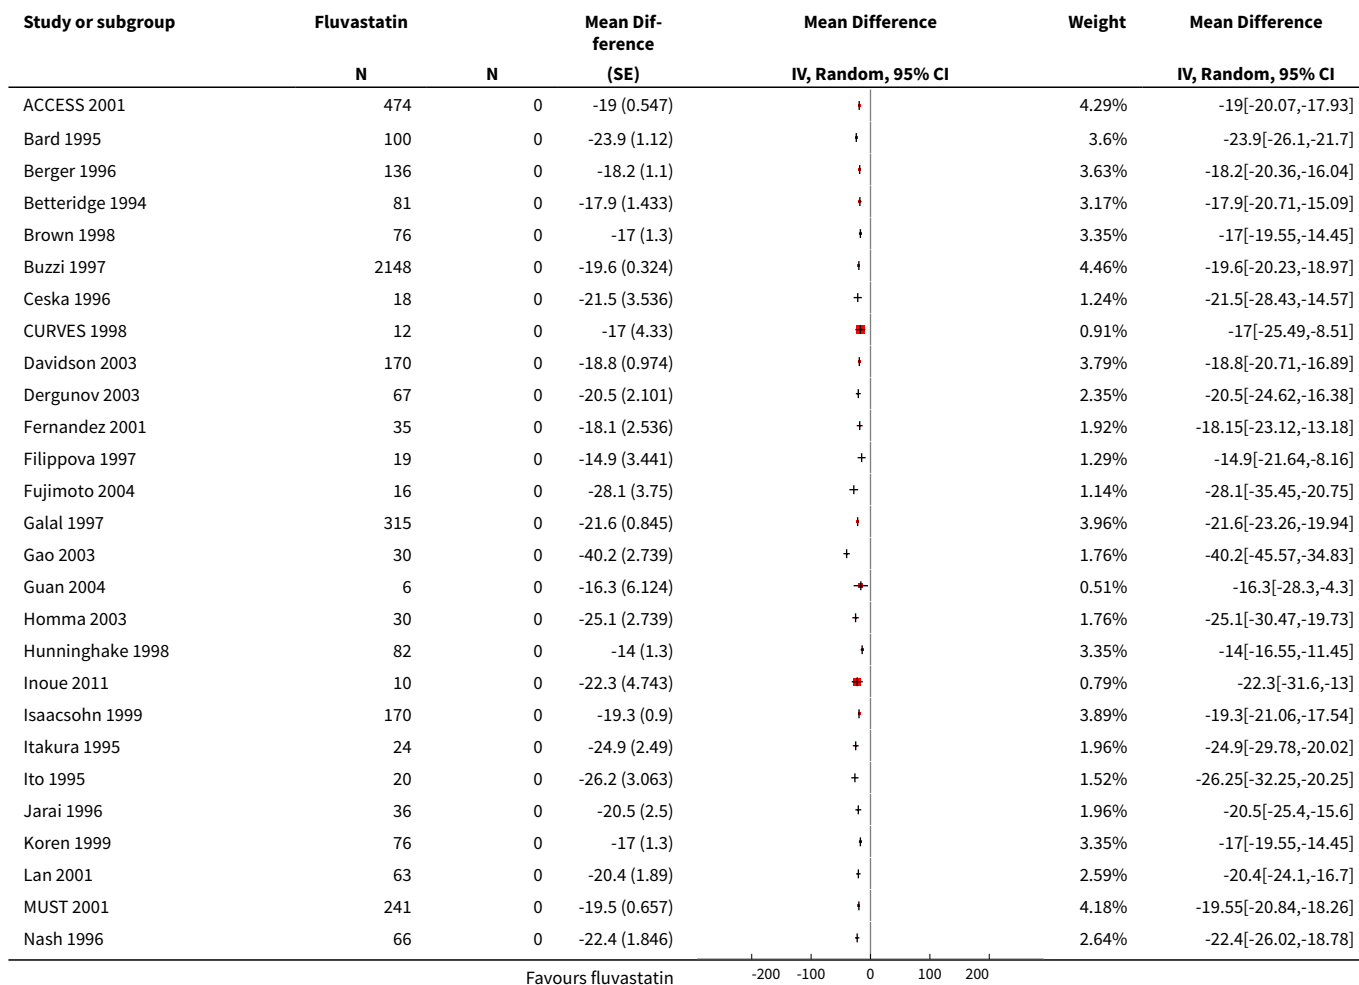 Study or subgroup Fluvastatin Mean Dif- Mean Difference Weight Mean Difference
ference
N N (SE) IV, Random, 95% CI IV, Random, 95% CI
ACCESS 2001 474 0 -19 (0.547) 4.29% -19[-20.07,-17.93]
Bard 1995 100 0 -23.9 (1.12) 3.6% -23.9[-26.1,-21.7]
Berger 1996 136 0 -18.2 (1.1) 3.63% -18.2[-20.36,-16.04]
Betteridge 1994 81 0 -17.9 (1.433) 3.17% -17.9[-20.71,-15.09]
Brown 1998 76 0 -17 (1.3) 3.35% -17[-19.55,-14.45]
Buzzi 1997 2148 0 -19.6 (0.324) 4.46% -19.6[-20.23,-18.97]
Ceska 1996 18 0 -21.5 (3.536) 1.24% -21.5[-28.43,-14.57]
CURVES 1998 12 0 -17 (4.33) 0.91% -17[-25.49,-8.51]
Davidson 2003 170 0 -18.8 (0.974) 3.79% -18.8[-20.71,-16.89]
Dergunov 2003 67 0 -20.5 (2.101) 2.35% -20.5[-24.62,-16.38]
Fernandez 2001 35 0 -18.1 (2.536) 1.92% -18.15[-23.12,-13.18]
Filippova 1997 19 0 -14.9 (3.441) 1.29% -14.9[-21.64,-8.16]
Fujimoto 2004 16 0 -28.1 (3.75) 1.14% -28.1[-35.45,-20.75]
Galal 1997 315 0 -21.6 (0.845) 3.96% -21.6[-23.26,-19.94]
Gao 2003 30 0 -40.2 (2.739) 1.76% -40.2[-45.57,-34.83]
Guan 2004 6 0 -16.3 (6.124) 0.51% -16.3[-28.3,-4.3]
Homma 2003 30 0 -25.1 (2.739) 1.76% -25.1[-30.47,-19.73]
Hunninghake 1998 82 0 -14 (1.3) 3.35% -14[-16.55,-11.45]
Inoue 2011 10 0 -22.3 (4.743) 0.79% -22.3[-31.6,-13]
Isaacsohn 1999 170 0 -19.3 (0.9) 3.89% -19.3[-21.06,-17.54]
Itakura 1995 24 0 -24.9 (2.49) 1.96% -24.9[-29.78,-20.02]
Ito 1995 20 0 -26.2 (3.063) 1.52% -26.25[-32.25,-20.25]
Jarai 1996 36 0 -20.5 (2.5) 1.96% -20.5[-25.4,-15.6]
Koren 1999 76 0 -17 (1.3) 3.35% -17[-19.55,-14.45]
Lan 2001 63 0 -20.4 (1.89) 2.59% -20.4[-24.1,-16.7]
MUST 2001 241 0 -19.5 (0.657) 4.18% -19.55[-20.84,-18.26]
Nash 1996 66 0 -22.4 (1.846) 2.64% -22.4[-26.02,-18.78]
Favours fluvastatin -200 -100 0 100 200